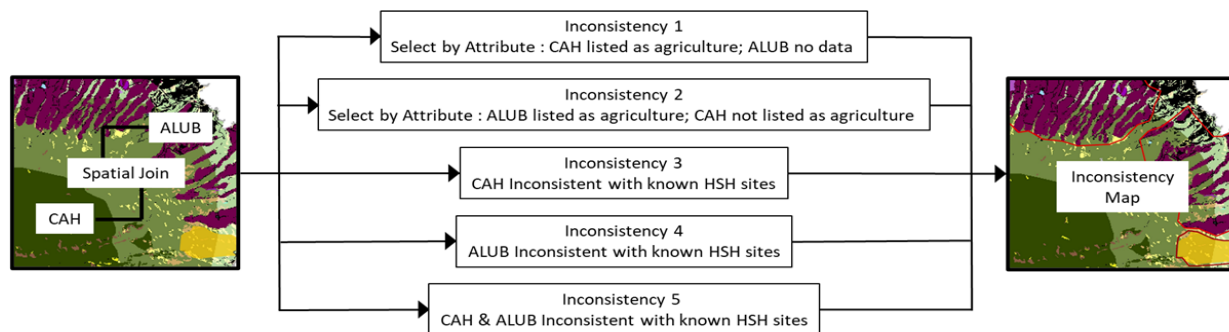 ALUB
Spatial Join
CAH
Inconsistency 1
Select by Attribute : CAH listed as agriculture; ALUB no data
Inconsistency 2
Select by Attribute : ALUB listed as agriculture; CAH not listed as agriculture
Inconsistency 3
CAH Inconsistent with known HSH sites
Inconsistency 4
ALUB Inconsistent with known HSH sites
Inconsistency 5
CAH & ALUB Inconsistent with known HSH sites
Inconsistency
Map